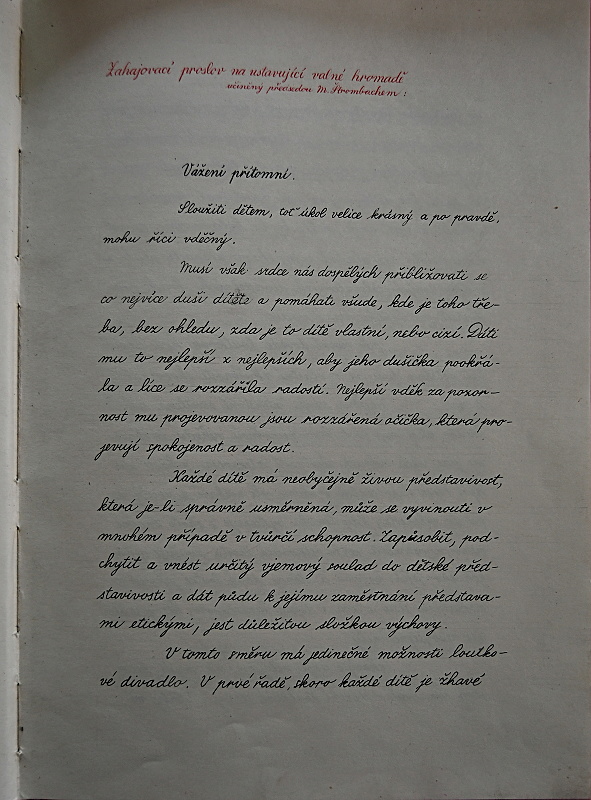 Zahajovací proslov na ustavující valné hromadě
učiněný předsedou M. Štrombachem:
Vážení přítomní.
Sloužiti dětem, toť úkol velice krásný a po pravdě,
mohu říci vděčný.
Musí však srdce nás dospělých přibližovati se
co nejvíce duši dítěte a pomáhati všude, kde je toho tře-
ba, bez ohledu, zda je to dítě vlastní, nebo cizí. Dáti
mu to nejlepší z nejlepších, aby jeho dušička pookřá-
la a líce se rozzářila radostí. Nejlepší vděk za pozor-
nost mu projevovanou jsou rozzářená očička, která pro-
jevují spokojenost a radost.
Každé dítě má neobyčejně živou představivost,
která je-li správně usměrněná, může se vyvinouti v
mnohém případě v tvůrčí schopnost. Zapůsobit, pod-
chytit a vnést určitý vjemový soulad do dětské před-
stavivosti a dát půdu k jejímu zaměstnání představa-
mi etickými, jest důležitou složkou výchovy.
V tomto směru má jedinečné možnosti loutko-
vé divadlo. V prvé řadě, skoro každé dítě je žhavé